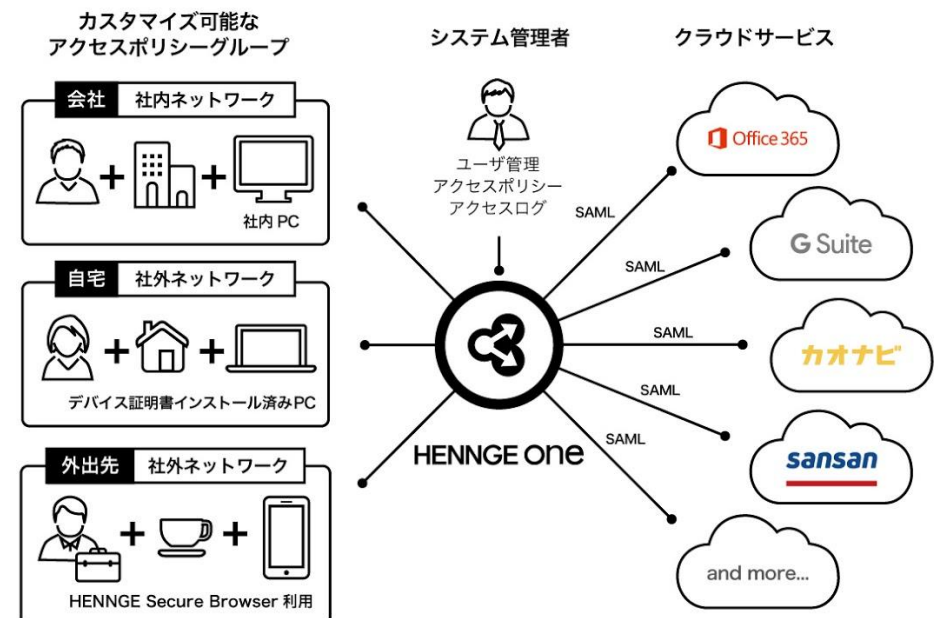 カスタマイズ可能な
アクセスポリシーグループ
会社 社内ネットワーク
社内 PC
自宅 社外ネットワーク
デバイス証明書インストール済みPC
外出先 社外ネットワーク
HENNGE Secure Browser 利用
システム管理者
ユーザ管理
アクセスポリシー
アクセスログ
HENNGE one
SAML
SAML
SAML
SAML
SAML
クラウドサービス
Office 365
G Suite
カオナビ
sansan
and more...